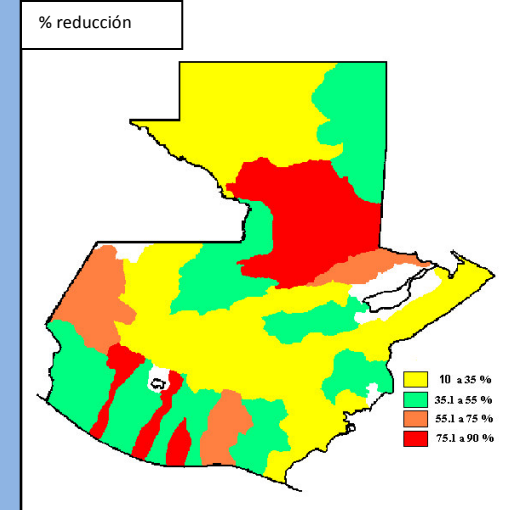 % reducción
10 a 35 %
35.1 a 55 %
55.1 a 75 %
75.1 a 90 %